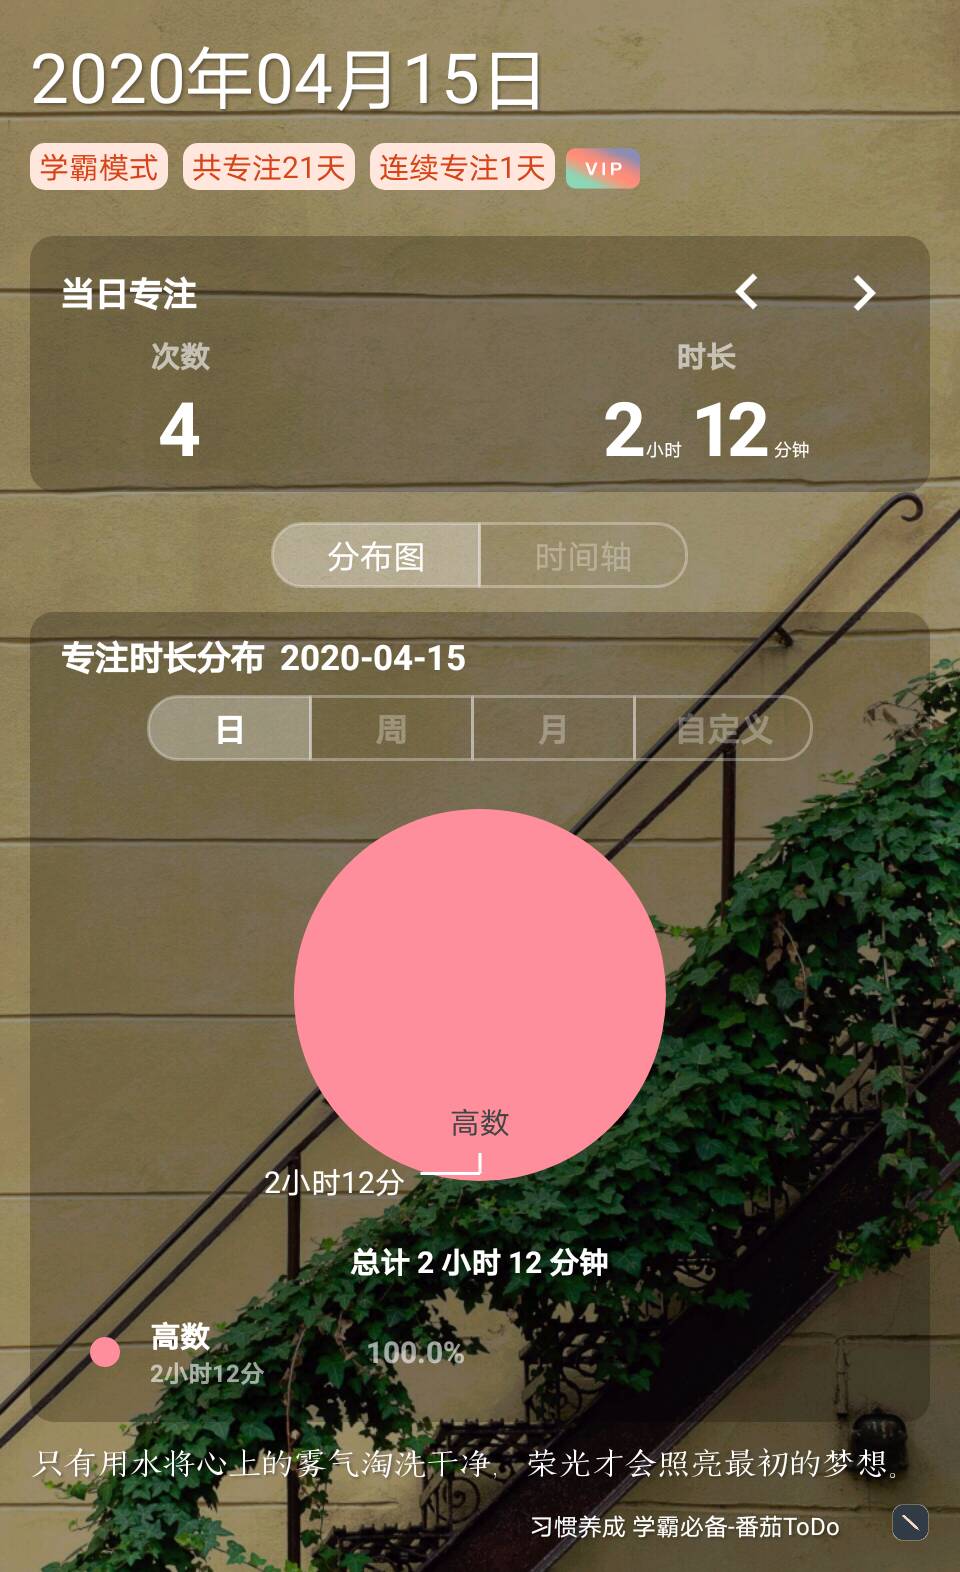 2020年04月15日
学霸模式 共专注21天 连续专注1天 VIP
当日专注
次数 时长
4 2小时 12分钟
分布图 时间轴
专注时长分布 2020-04-15
日 周 月 自定义
高数
2小时12分
总计 2 小时 12 分钟
高数
100.0%
2小时12分
只有用水将心上的雾气淘洗干净，荣光才会照亮最初的梦想。
习惯养成 学霸必备-番茄ToDo